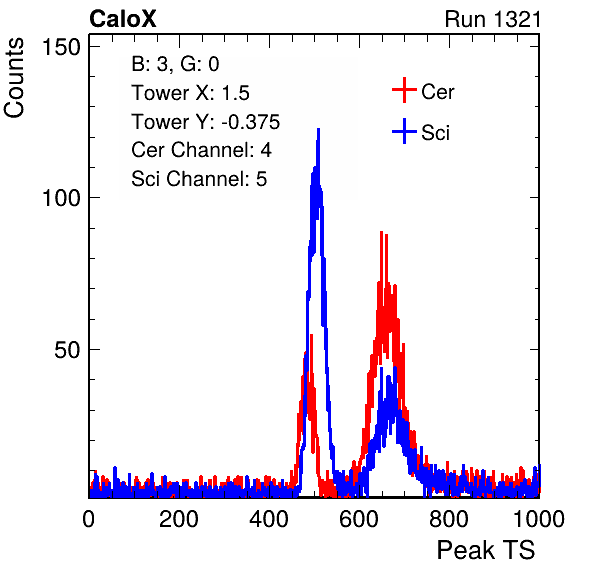 CaloX Run 1321
150
100
50
Counts
B: 3, G: 0
Tower X: 1.5
Tower Y: -0.375
Cer Channel: 4
Sci Channel: 5
Cer
Sci
0 200 400 600 800 1000
Peak TS